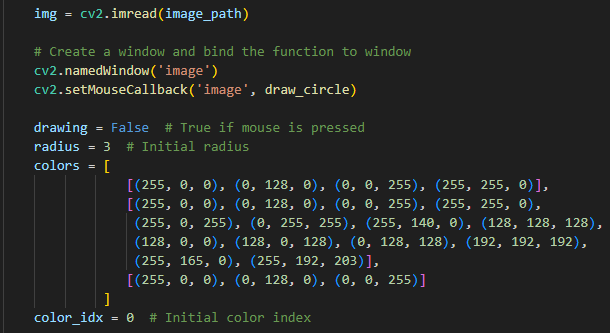 img = cv2.imread(image_path)
# Create a window and bind the function to window
cv2.namedWindow('image')
cv2.setMouseCallback('image', draw_circle)
drawing = False  # True if mouse is pressed
radius = 3  # Initial radius
colors = [
[(255, 0, 0), (0, 128, 0), (0, 0, 255), (255, 255, 0)],
[(255, 0, 0), (0, 128, 0), (0, 0, 255), (255, 255, 0),
(255, 0, 255), (0, 255, 255), (255, 140, 0), (128, 128, 128),
(128, 0, 0), (128, 0, 128), (0, 128, 128), (192, 192, 192),
(255, 165, 0), (255, 192, 203)],
[(255, 0, 0), (0, 128, 0), (0, 0, 255)]
]
color_idx = 0  # Initial color index